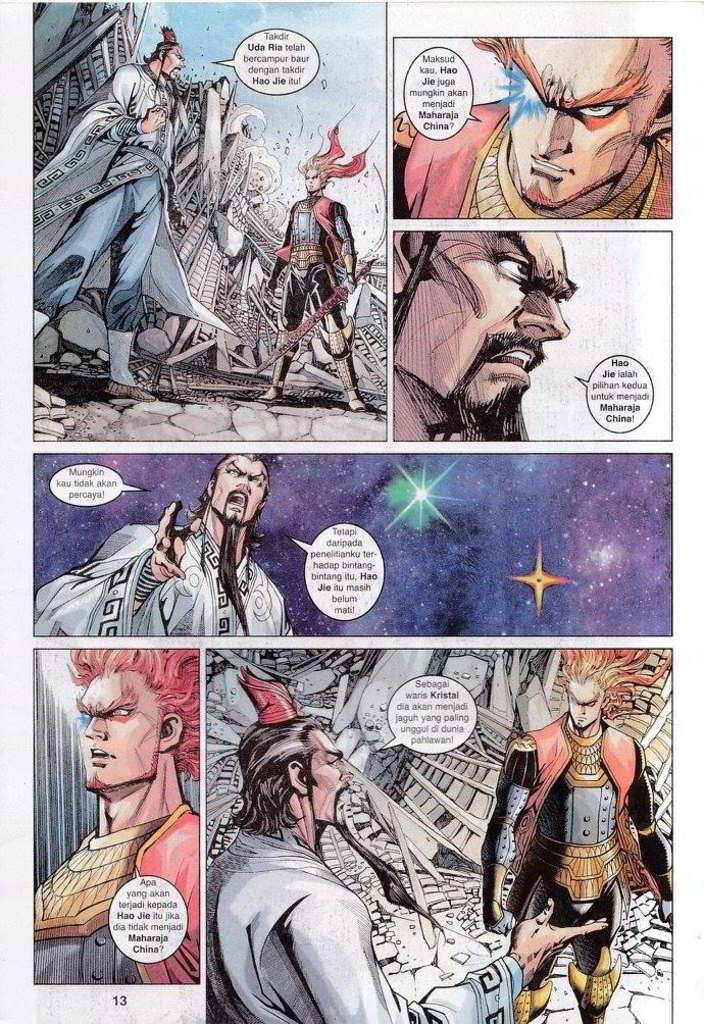 Takdir
Uda Ria telah
bercampur baur
dengan takdir
Hao Jie itu!
Maksud
kau, Hao
Jie juga
mungkin akan
menjadi
Maharaja
China?
Hao
Jie ialah
pilihan kedua
untuk menjadi
Maharaja
China!
Mungkin
kau tidak akan
percaya!
Tetapi
daripada
penelitianku ter-
hadap bintang-
bintang itu, Hao
Jie itu masih
belum
mati!
Apa
yang akan
terjadi kepada
Hao Jie itu jika
dia tidak menjadi
Maharaja
China?
Sebagai
waris Kristal
dia akan menjadi
jaguh yang paling
unggul di dunia
pahlawan!
13